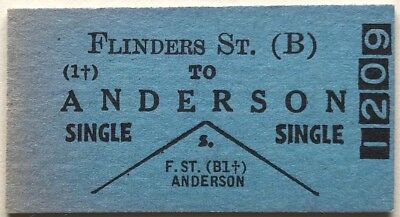 FLINDERS ST. (B)
(1†) TO
ANDERSON
SINGLE s. SINGLE
F.ST. (B1†)
ANDERSON
1209